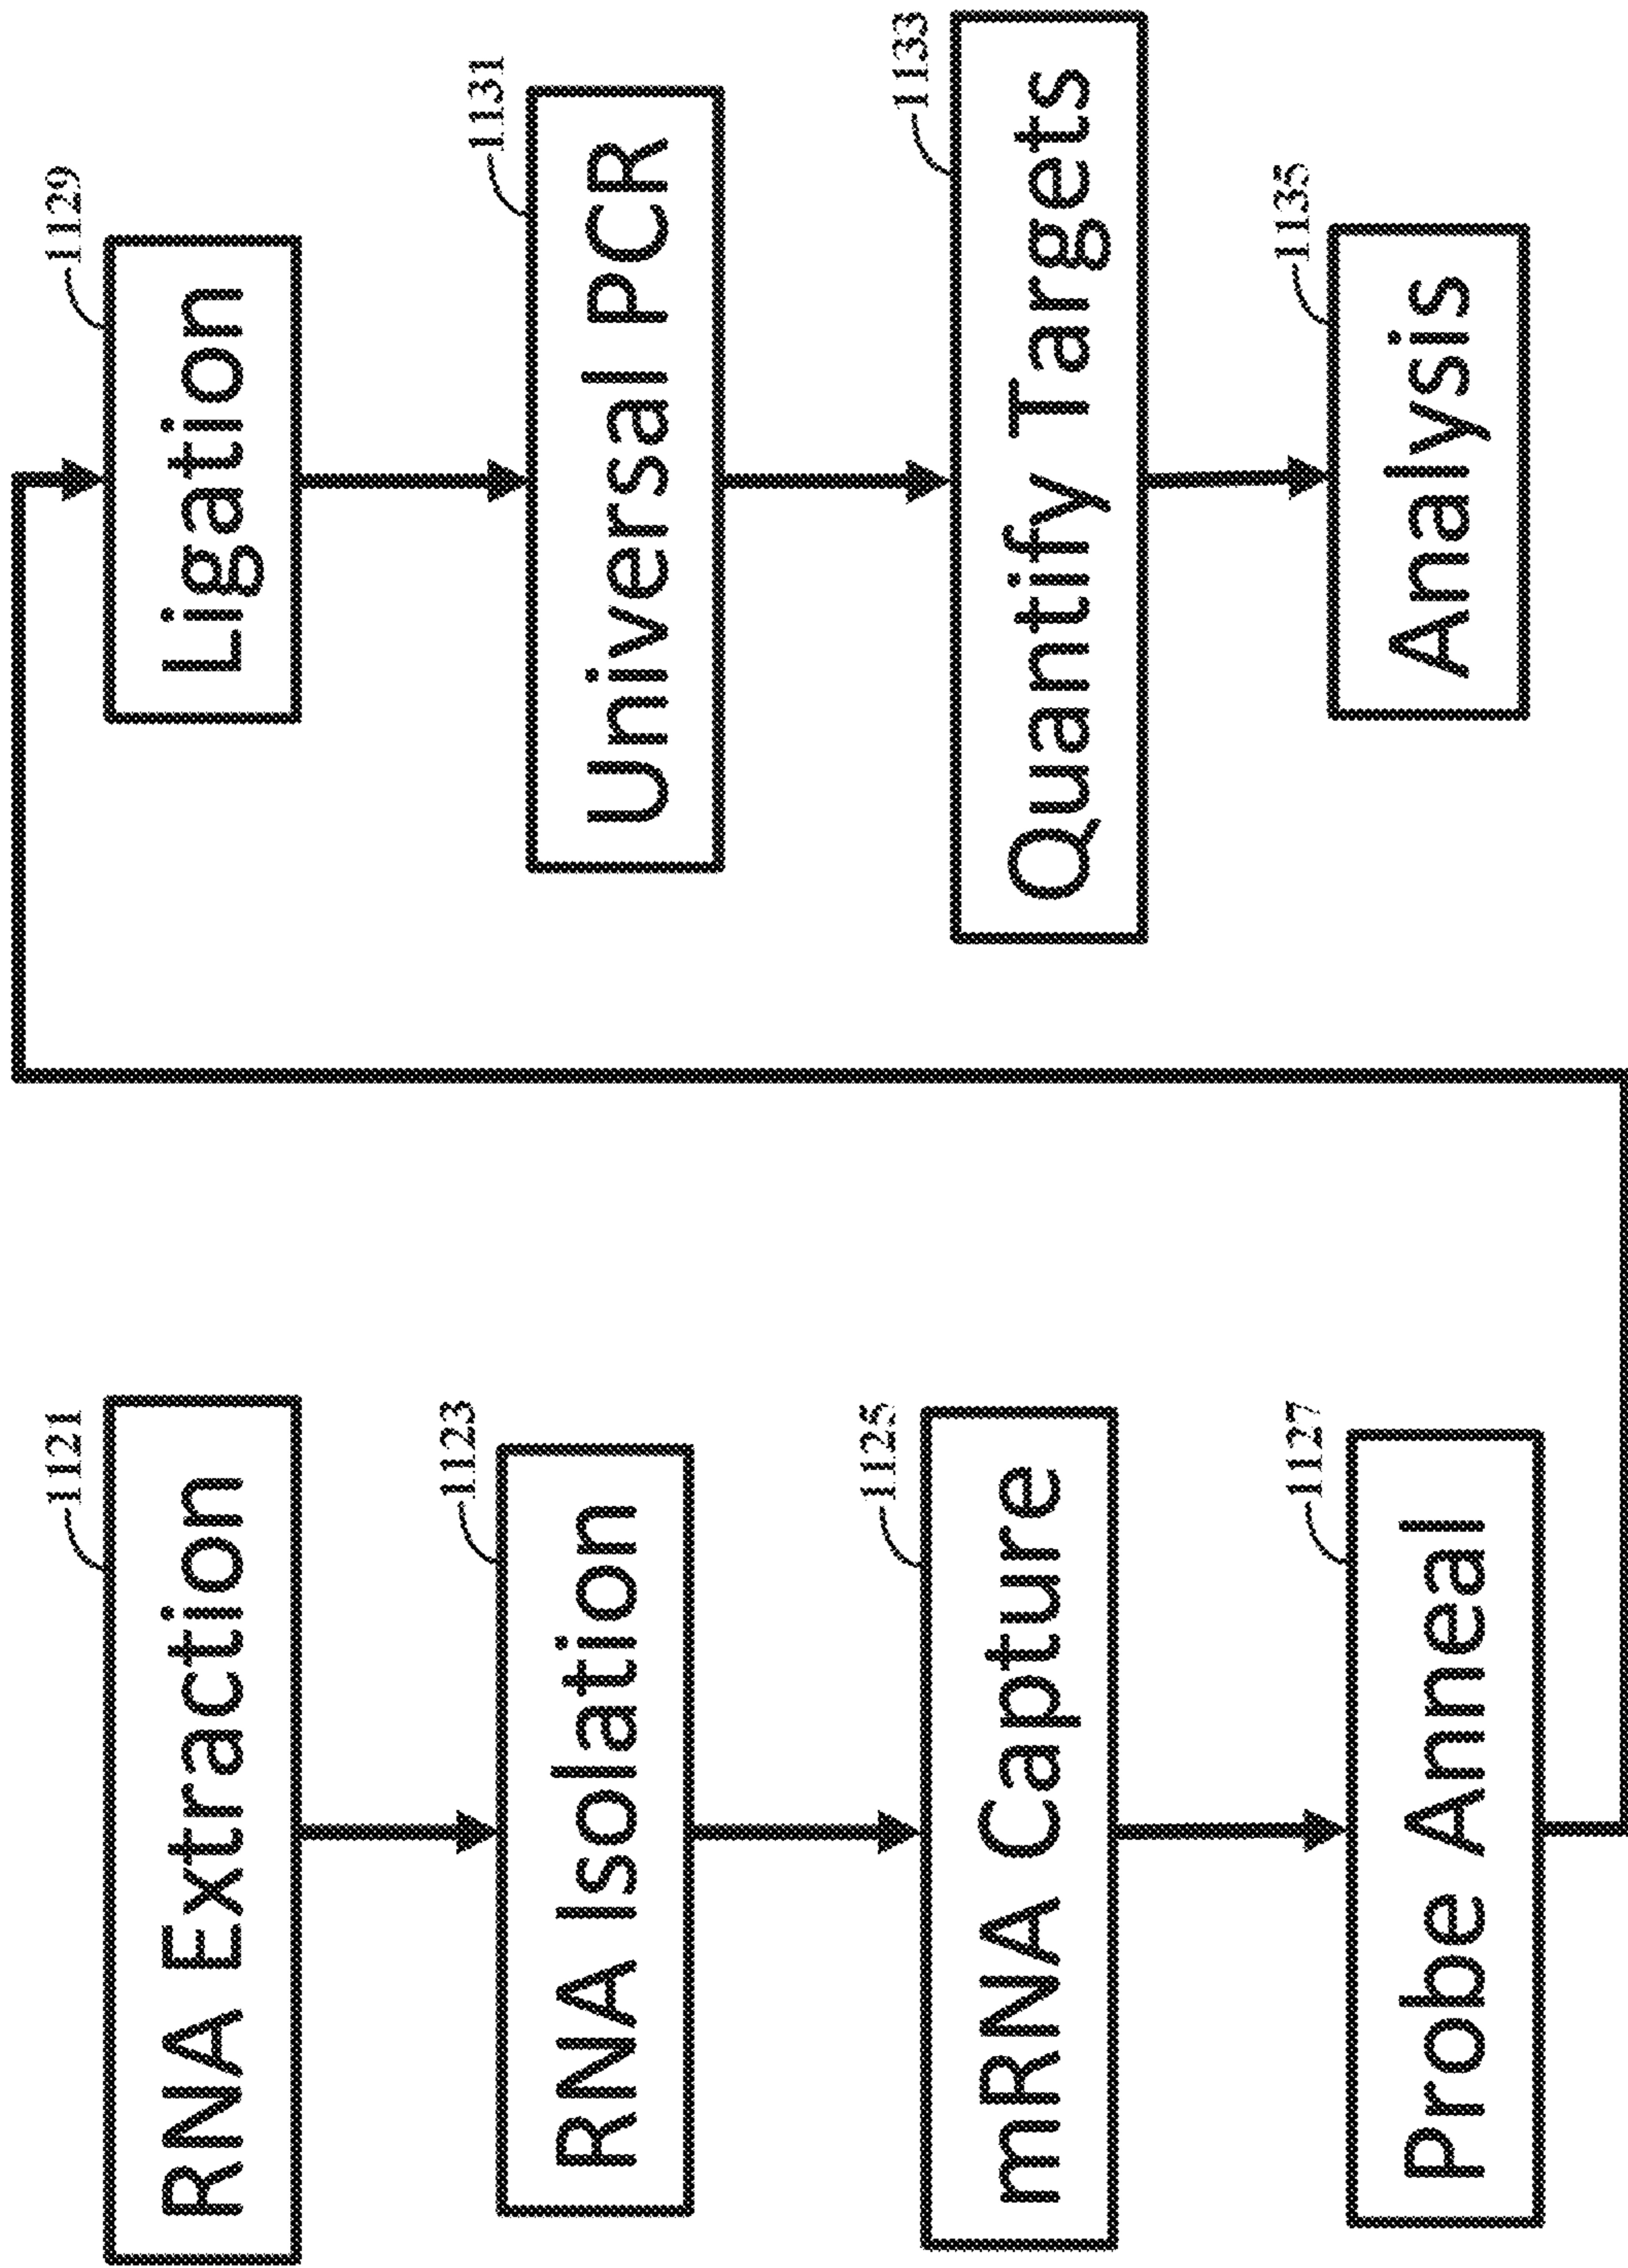 1121
RNA Extraction
1123
RNA Isolation
1125
mRNA Capture
1127
Probe Anneal
1129
Ligation
1131
Universal PCR
1133
Quantify Targets
1135
Analysis